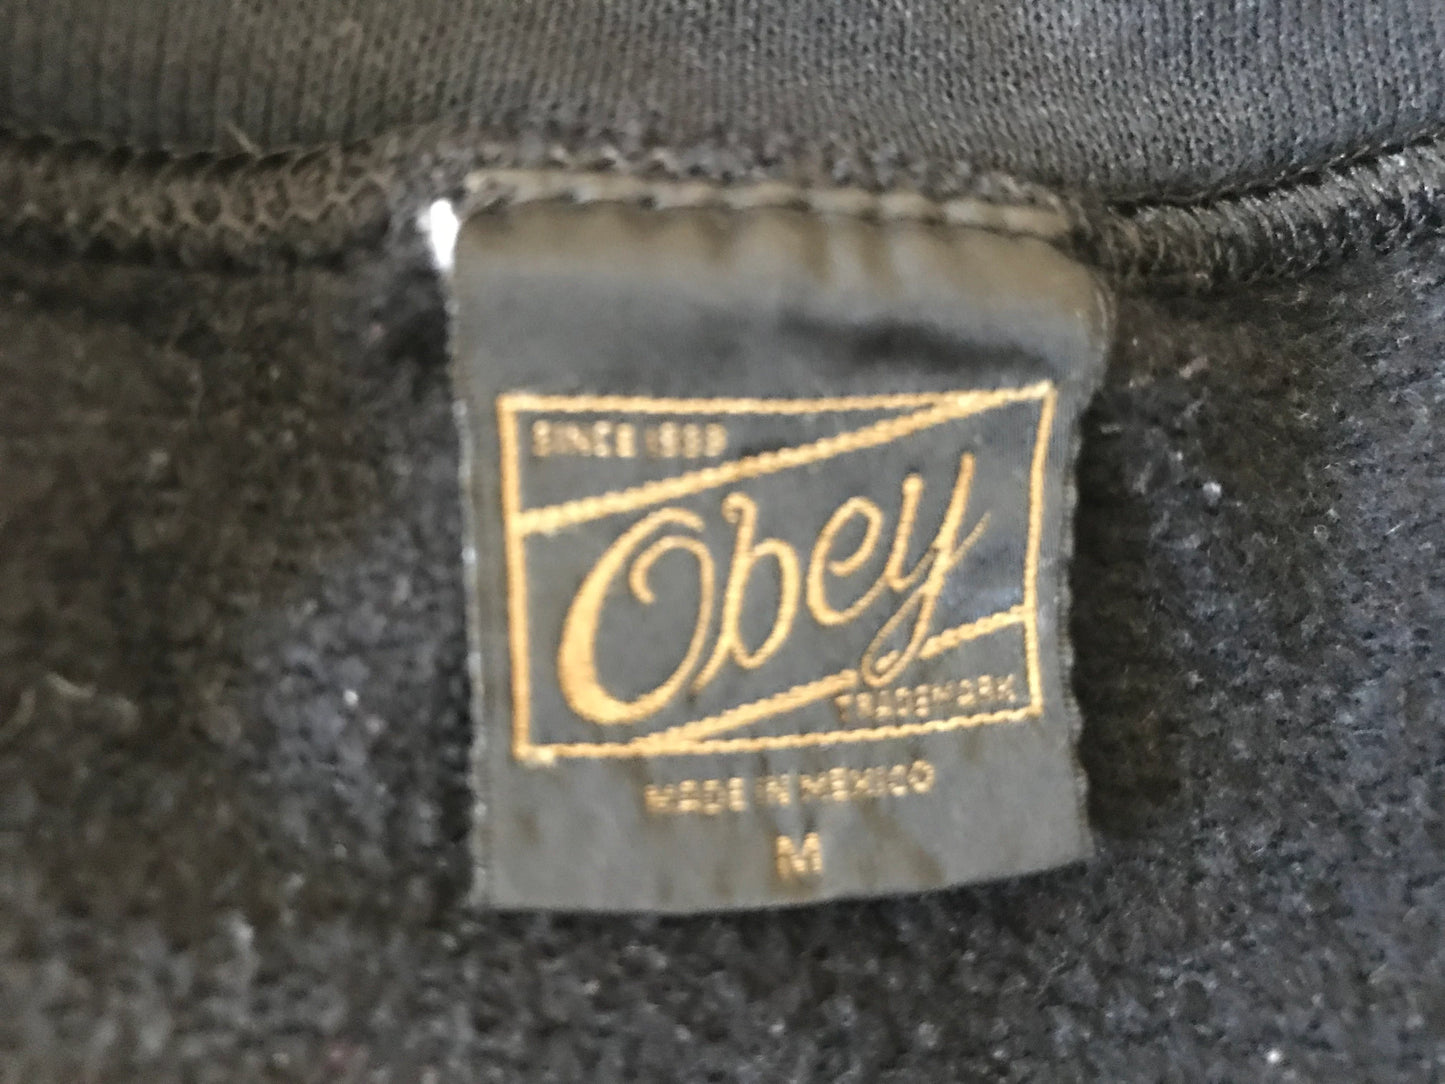 SINCE 1989
Obey
TRADEMARK
MADE IN MEXICO
M